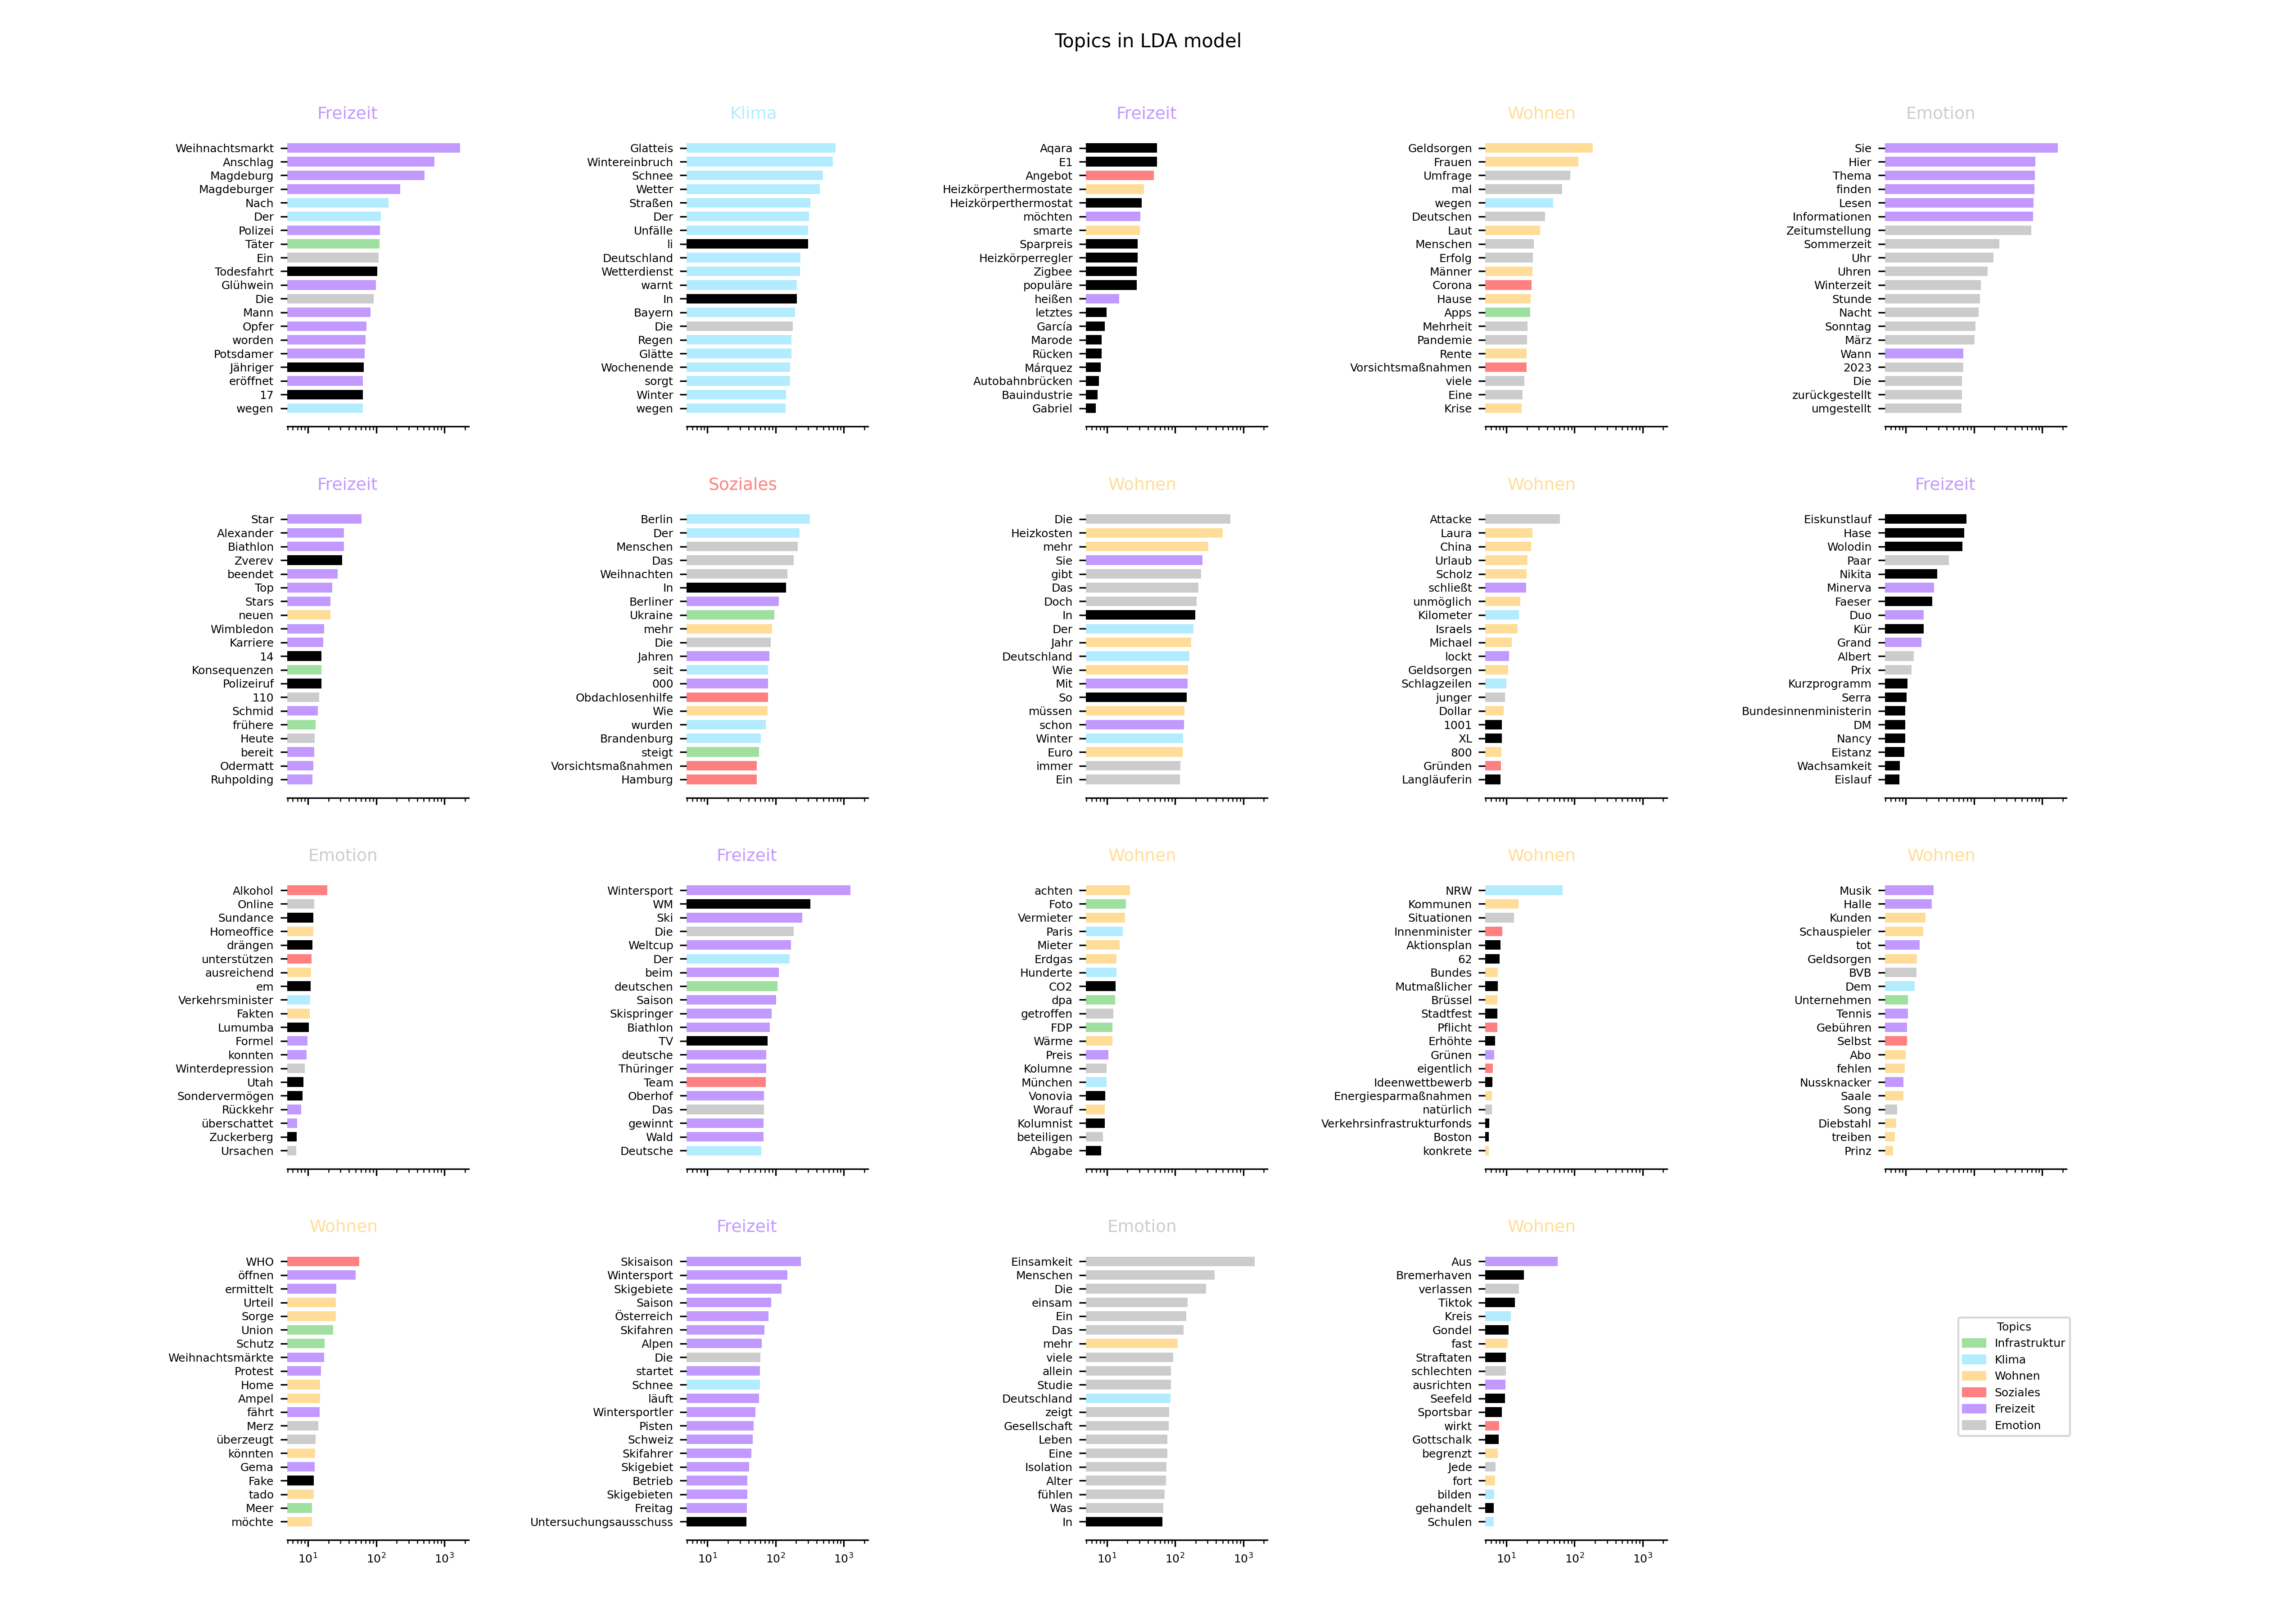 Topics in LDA model
Freizeit
Weihnachtsmarkt
Anschlag
Magdeburg
Magdeburger
Nach
Der
Polizei
Täter
Ein
Todesfahrt
Glühwein
Die
Mann
Opfer
worden
Potsdamer
Jähriger
eröffnet
17
wegen
Klima
Glatteis
Wintereinbruch
Schnee
Wetter
Straßen
Der
Unfälle
li
Deutschland
Wetterdienst
warnt
In
Bayern
Die
Regen
Glätte
Wochenende
sorgt
Winter
wegen
Freizeit
Aqara
E1
Angebot
Heizkörperthermostate
Heizkörperthermostat
möchten
smarte
Sparpreis
Heizkörperregler
Zigbee
populäre
heißen
letztes
García
Marode
Rücken
Márquez
Autobahnbrücken
Bauindustrie
Gabriel
Wohnen
Geldsorgen
Frauen
Umfrage
mal
wegen
Deutschen
Laut
Menschen
Erfolg
Männer
Corona
Hause
Apps
Mehrheit
Pandemie
Rente
Vorsichtsmaßnahmen
viele
Eine
Krise
Emotion
Sie
Hier
Thema
finden
Lesen
Informationen
Zeitumstellung
Sommerzeit
Uhr
Uhren
Winterzeit
Stunde
Nacht
Sonntag
März
Wann
2023
Die
zurückgestellt
umgestellt
Freizeit
Star
Alexander
Biathlon
Zverev
beendet
Top
Stars
neuen
Wimbledon
Karriere
14
Konsequenzen
Polizeiruf
110
Schmid
frühere
Heute
bereit
Odermatt
Ruhpolding
Soziales
Berlin
Der
Menschen
Das
Weihnachten
In
Berliner
Ukraine
mehr
Die
Jahren
seit
000
Obdachlosenhilfe
Wie
wurden
Brandenburg
steigt
Vorsichtsmaßnahmen
Hamburg
Wohnen
Die
Heizkosten
mehr
Sie
gibt
Das
Doch
In
Der
Jahr
Deutschland
Wie
Mit
So
müssen
schon
Winter
Euro
immer
Ein
Wohnen
Attacke
Laura
China
Urlaub
Scholz
schließt
unmöglich
Kilometer
Israels
Michael
lockt
Geldsorgen
Schlagzeilen
junger
Dollar
1001
XL
800
Gründen
Langläuferin
Freizeit
Eiskunstlauf
Hase
Wolodin
Paar
Nikita
Minerva
Faeser
Duo
Kür
Grand
Albert
Prix
Kurzprogramm
Serra
Bundesinnenministerin
DM
Nancy
Eistanz
Wachsamkeit
Eislauf
Emotion
Alkohol
Online
Sundance
Homeoffice
drängen
unterstützen
ausreichend
em
Verkehrsminister
Fakten
Lumumba
Formel
konnten
Winterdepression
Utah
Sondervermögen
Rückkehr
überschattet
Zuckerberg
Ursachen
Freizeit
Wintersport
WM
Ski
Die
Weltcup
Der
beim
deutschen
Saison
Skispringer
Biathlon
TV
deutsche
Thüringer
Team
Oberhof
Das
gewinnt
Wald
Deutsche
Wohnen
achten
Foto
Vermieter
Paris
Mieter
Erdgas
Hunderte
CO2
dpa
getroffen
FDP
Wärme
Preis
Kolumne
München
Vonovia
Worauf
Kolumnist
beteiligen
Abgabe
Wohnen
NRW
Kommunen
Situationen
Innenminister
Aktionsplan
62
Bundes
Mutmaßlicher
Brüssel
Stadtfest
Pflicht
Erhöhte
Grünen
eigentlich
Ideenwettbewerb
Energiesparmaßnahmen
natürlich
Verkehrsinfrastrukturfonds
Boston
konkrete
Wohnen
Musik
Halle
Kunden
Schauspieler
tot
Geldsorgen
BVB
Dem
Unternehmen
Tennis
Gebühren
Selbst
Abo
fehlen
Nussknacker
Saale
Song
Diebstahl
treiben
Prinz
Wohnen
WHO
öffnen
ermittelt
Urteil
Sorge
Union
Schutz
Weihnachtsmärkte
Protest
Home
Ampel
fährt
Merz
überzeugt
könnten
Gema
Fake
tado
Meer
möchte
10¹ 10² 10³
Freizeit
Skisaison
Wintersport
Skigebiete
Saison
Österreich
Skifahren
Alpen
Die
startet
Schnee
läuft
Wintersportler
Pisten
Schweiz
Skifahrer
Skigebiet
Betrieb
Skigebieten
Freitag
Untersuchungsausschuss
10¹ 10² 10³
Emotion
Einsamkeit
Menschen
Die
einsam
Ein
Das
mehr
viele
allein
Studie
Deutschland
zeigt
Gesellschaft
Leben
Eine
Isolation
Alter
fühlen
Was
In
10¹ 10² 10³
Wohnen
Aus
Bremerhaven
verlassen
Tiktok
Kreis
Gondel
fast
Straftaten
schlechten
ausrichten
Seefeld
Sportsbar
wirkt
Gottschalk
begrenzt
Jede
fort
bilden
gehandelt
Schulen
10¹ 10² 10³
Topics
Infrastruktur
Klima
Wohnen
Soziales
Freizeit
Emotion